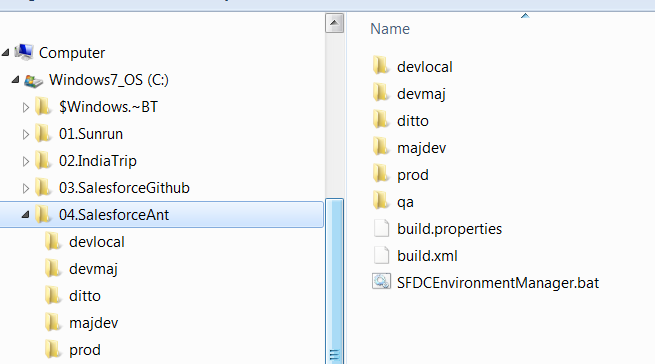 Computer
Windows7_OS (C:)
$Windows.~BT
01.Sunrun
02.IndiaTrip
03.SalesforceGithub
04.SalesforceAnt
devlocal
devmaj
ditto
majdev
prod
Name
devlocal
devmaj
ditto
majdev
prod
qa
build.properties
build.xml
SFDCEnvironmentManager.bat